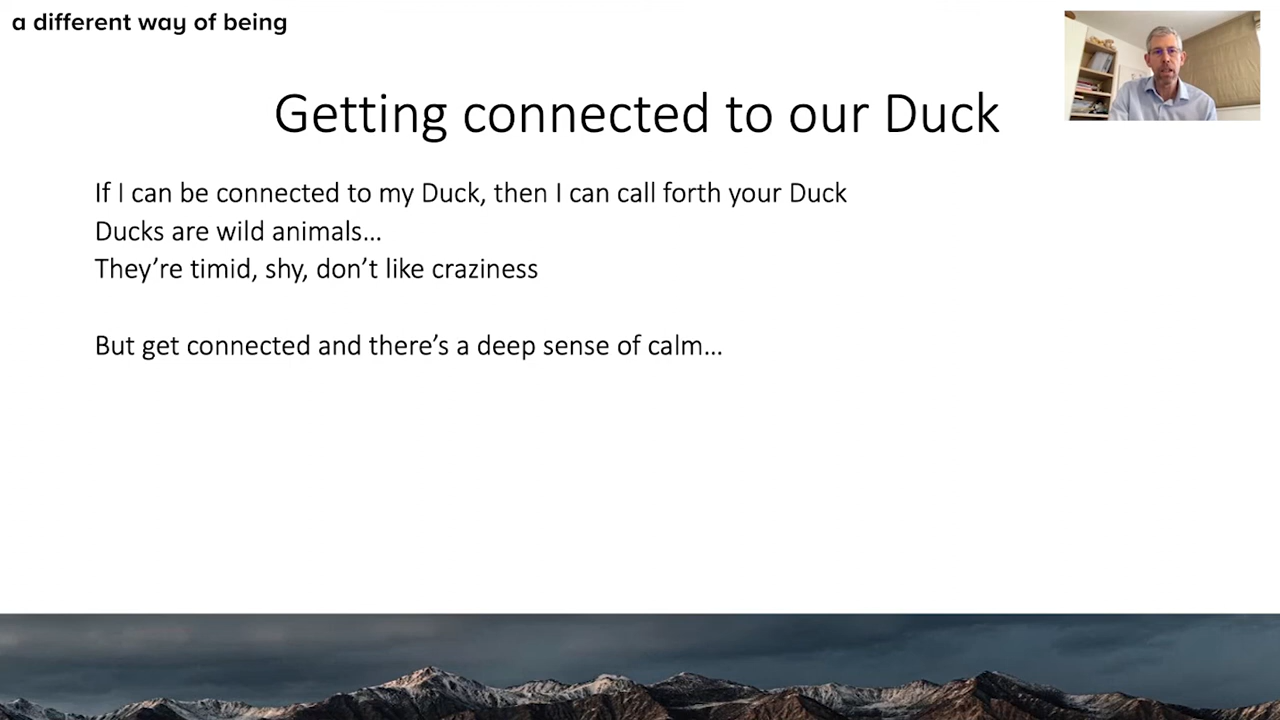 a different way of being
Getting connected to our Duck
If I can be connected to my Duck, then I can call forth your Duck
Ducks are wild animals…
They’re timid, shy, don’t like craziness
But get connected and there’s a deep sense of calm…